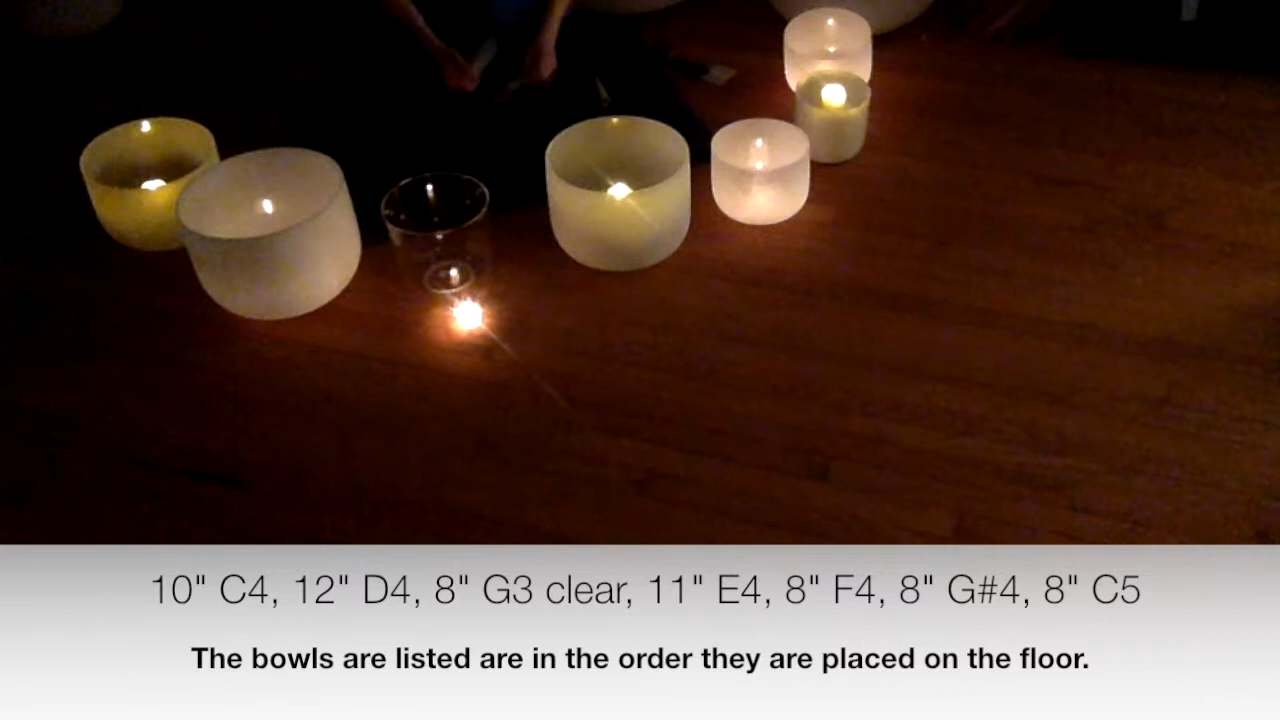 10" C4, 12" D4, 8" G3 clear, 11" E4, 8" F4, 8" G#4, 8" C5
The bowls are listed are in the order they are placed on the floor.